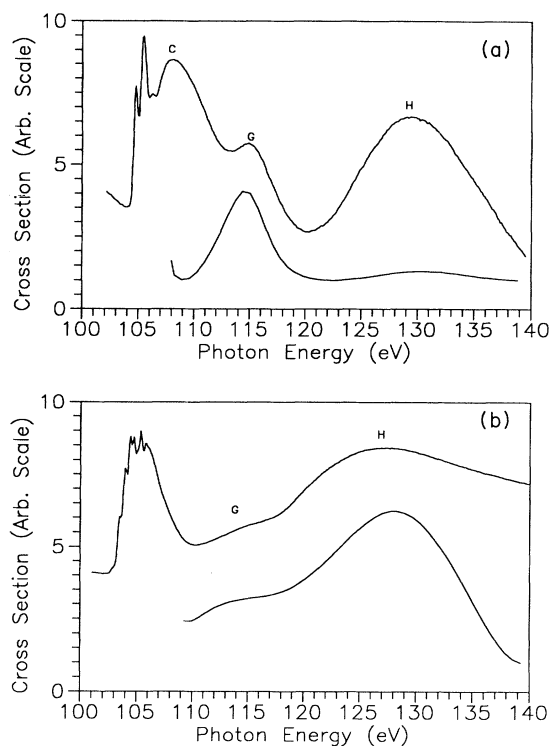 10
(a)
C
H
G
5
0
Cross Section (Arb. Scale)
100 105 110 115 120 125 130 135 140
Photon Energy (eV)
10
(b)
H
G
5
0
Cross Section (Arb. Scale)
100 105 110 115 120 125 130 135 140
Photon Energy (eV)